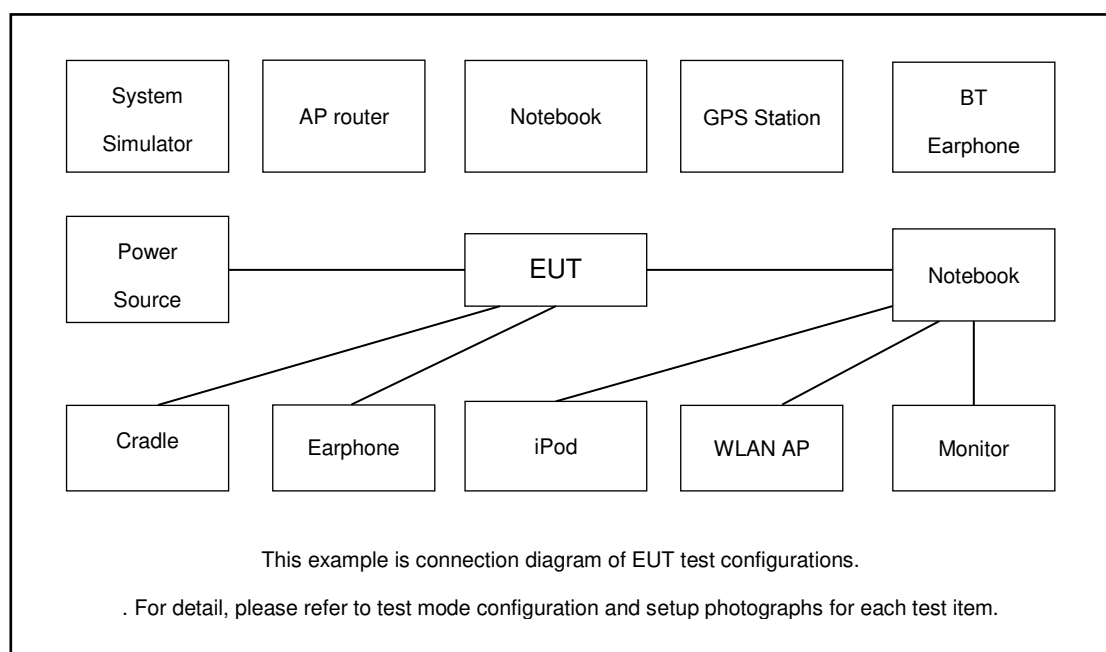 System
Simulator
AP router
Notebook
GPS Station
BT
Earphone
Power
Source
EUT
Notebook
Cradle
Earphone
iPod
WLAN AP
Monitor
This example is connection diagram of EUT test configurations.
. For detail, please refer to test mode configuration and setup photographs for each test item.